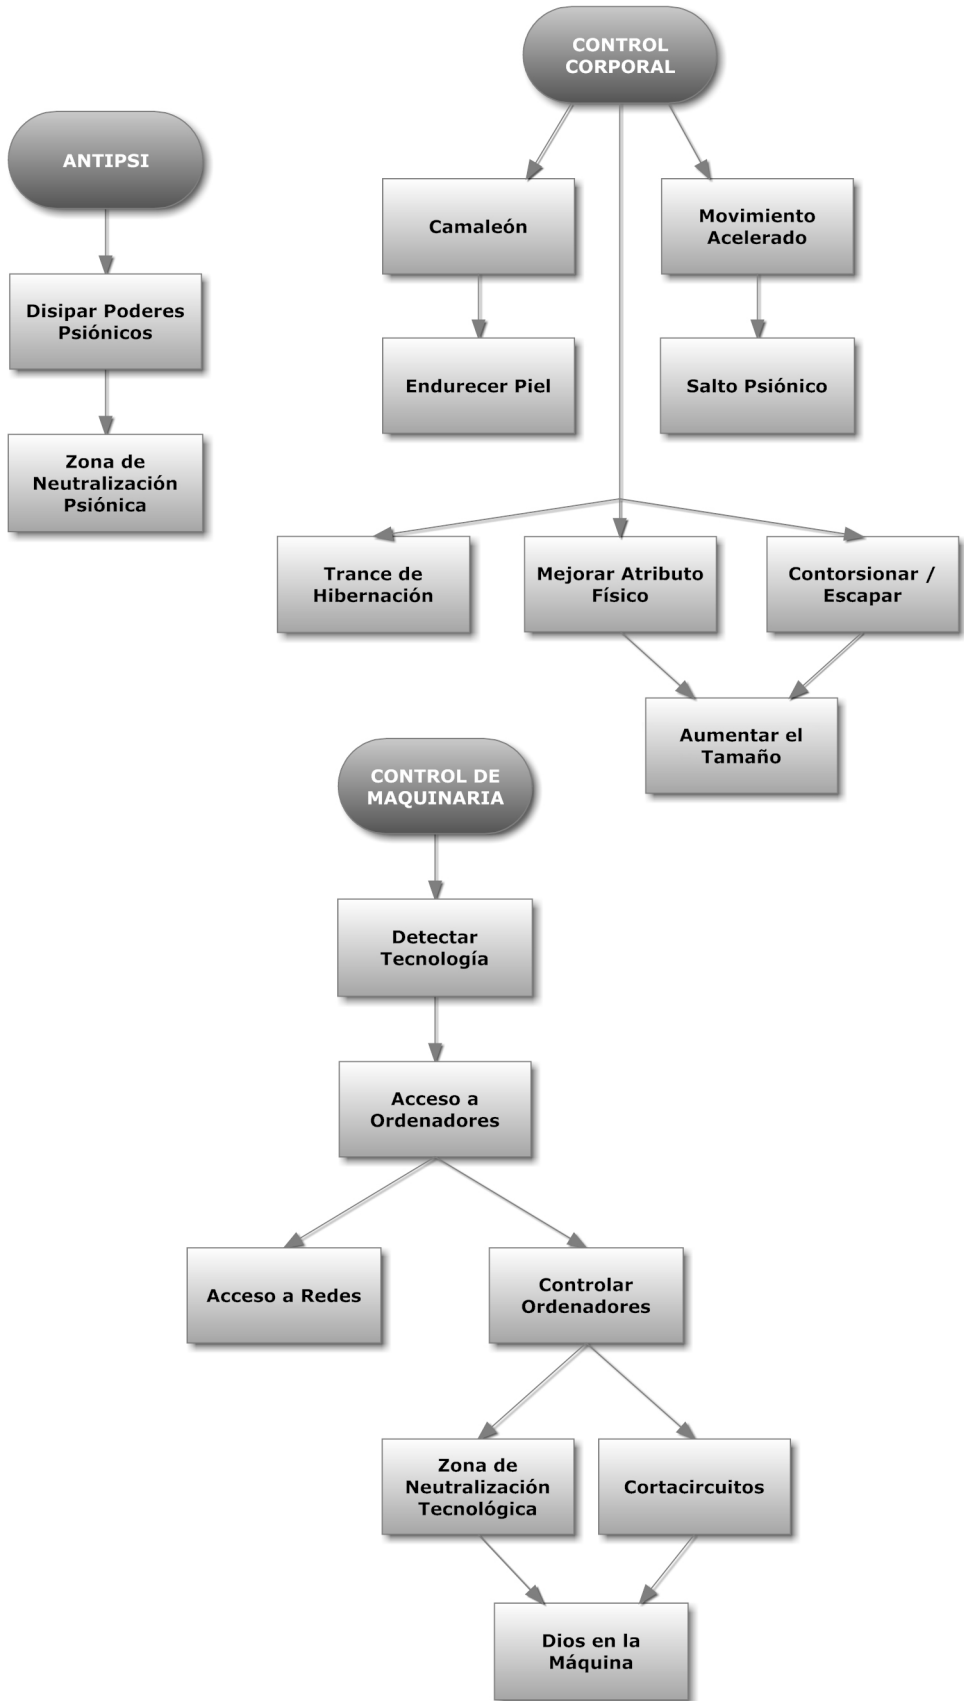 CONTROL
CORPORAL
ANTIPSI
Camaleón
Movimiento
Acelerado
Disipar Poderes
Psiónicos
Endurecer Piel
Salto Psiónico
Zona de
Neutralización
Psiónica
Trance de
Hibernación
Mejorar Atributo
Físico
Contorsionar /
Escapar
Aumentar el
Tamaño
CONTROL DE
MAQUINARIA
Detectar
Tecnología
Acceso a
Ordenadores
Acceso a Redes
Controlar
Ordenadores
Zona de
Neutralización
Tecnológica
Cortacircuitos
Dios en la
Máquina